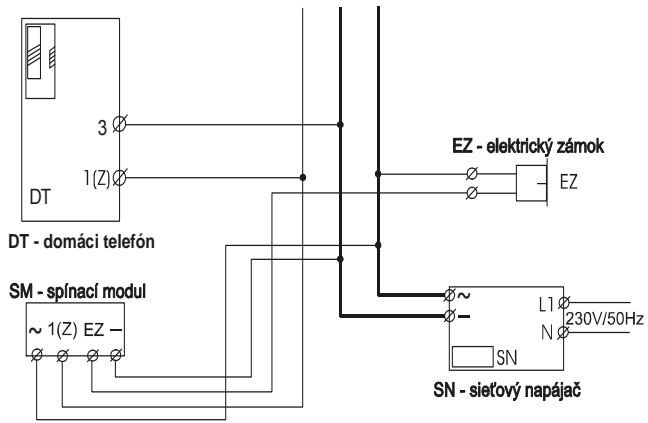 3
1(Z)
DT
DT - domáci telefón
EZ - elektrický zámok
EZ
SM - spínací modul
~ 1(Z) EZ –
~
–
L1
230V/50Hz
N
SN
SN - sieťový napájač